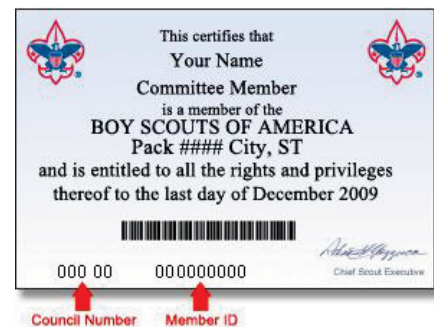 This certifies that
Your Name
Committee Member
is a member of the
BOY SCOUTS OF AMERICA
Pack #### City, ST
and is entitled to all the rights and privileges
thereof to the last day of December 2009
000 00 000000000
Chief Scout Executive
Council Number Member ID